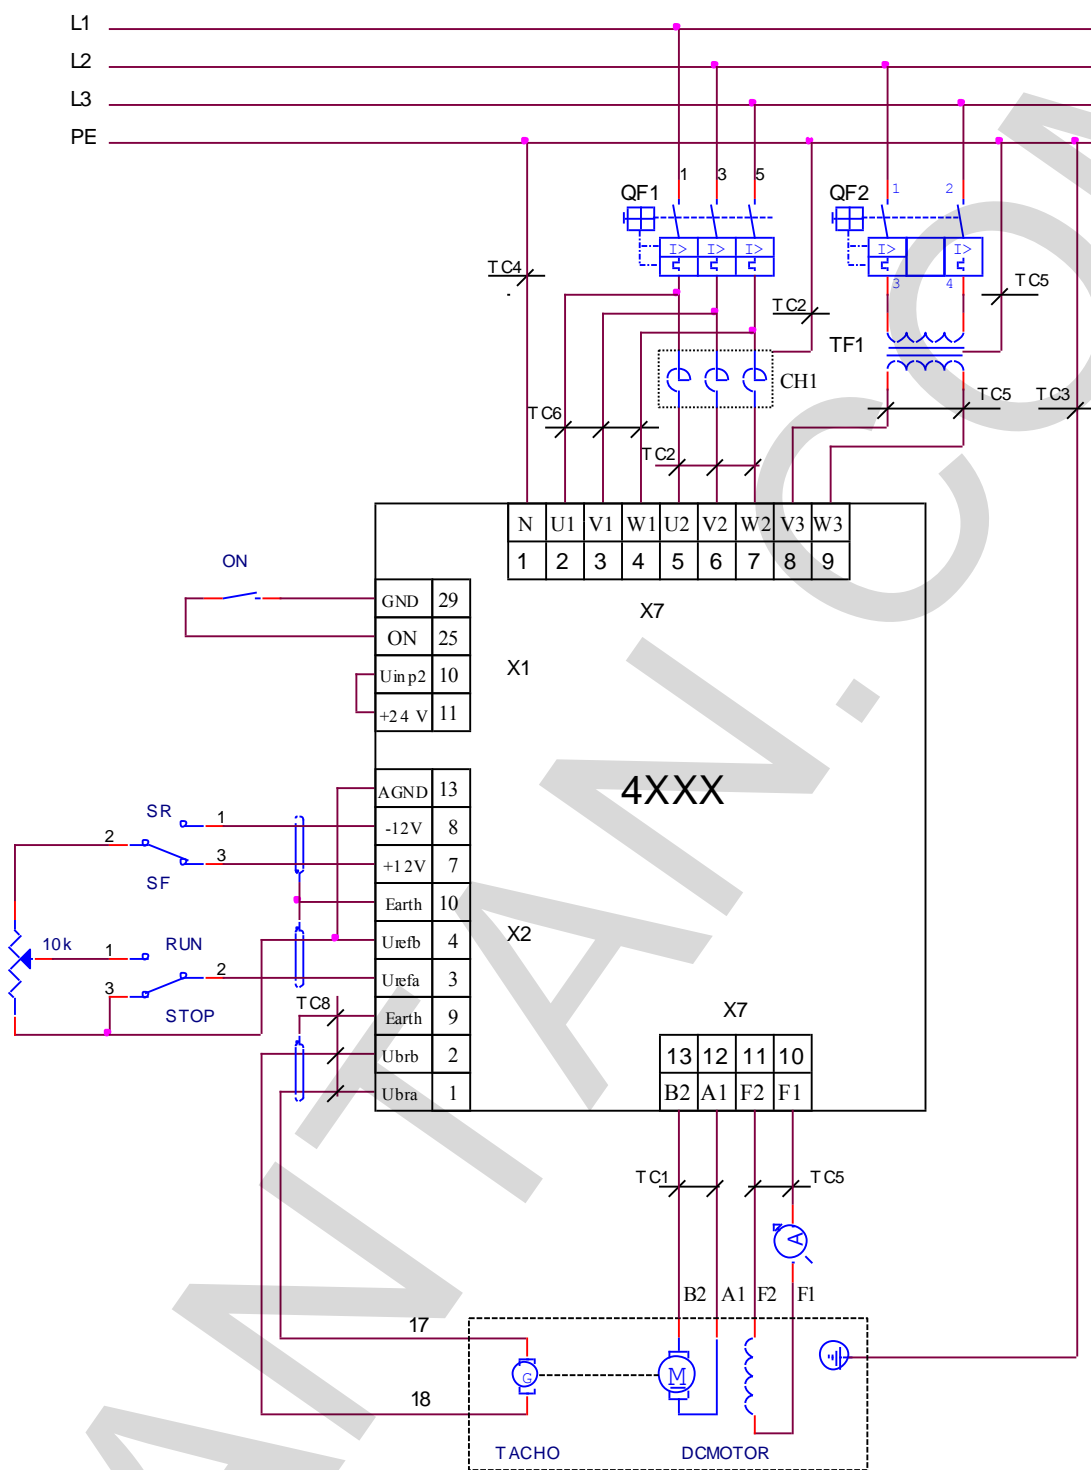 L1
L2
L3
PE
1 3 5
QF1
1 2
QF2
I> I> I>
I> I>
TC4
3 4
TC5
TC2
TF1
CH1
TC5
TC3
TC6
TC2
N U1 V1 W1 U2 V2 W2 V3 W3
1 2 3 4 5 6 7 8 9
ON
GND 29
X7
ON 25
X1
Uinp2 10
+24 V 11
4XXX
AGND 13
SR 1
-12V 8
2
3
+12V 7
SF
Earth 10
X2
Urefb 4
10k
1 RUN
2
Urefa 3
3
STOP
TC8
X7
Earth 9
Ubrb 2
13 12 11 10
Ubra 1
B2 A1 F2 F1
TC1
TC5
A
B2 A1 F2 F1
17
G
M
18
TACHO
DCMOTOR
ANTAN.COM